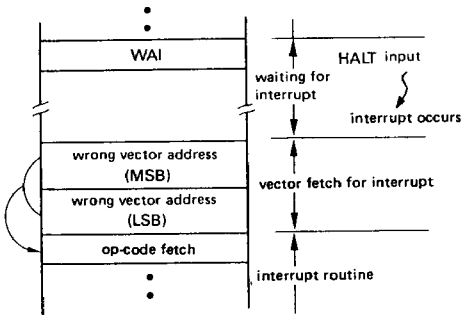 WAI
waiting for
interrupt
HALT input
interrupt occurs
wrong vector address
(MSB)
wrong vector address
(LSB)
vector fetch for interrupt
op-code fetch
interrupt routine